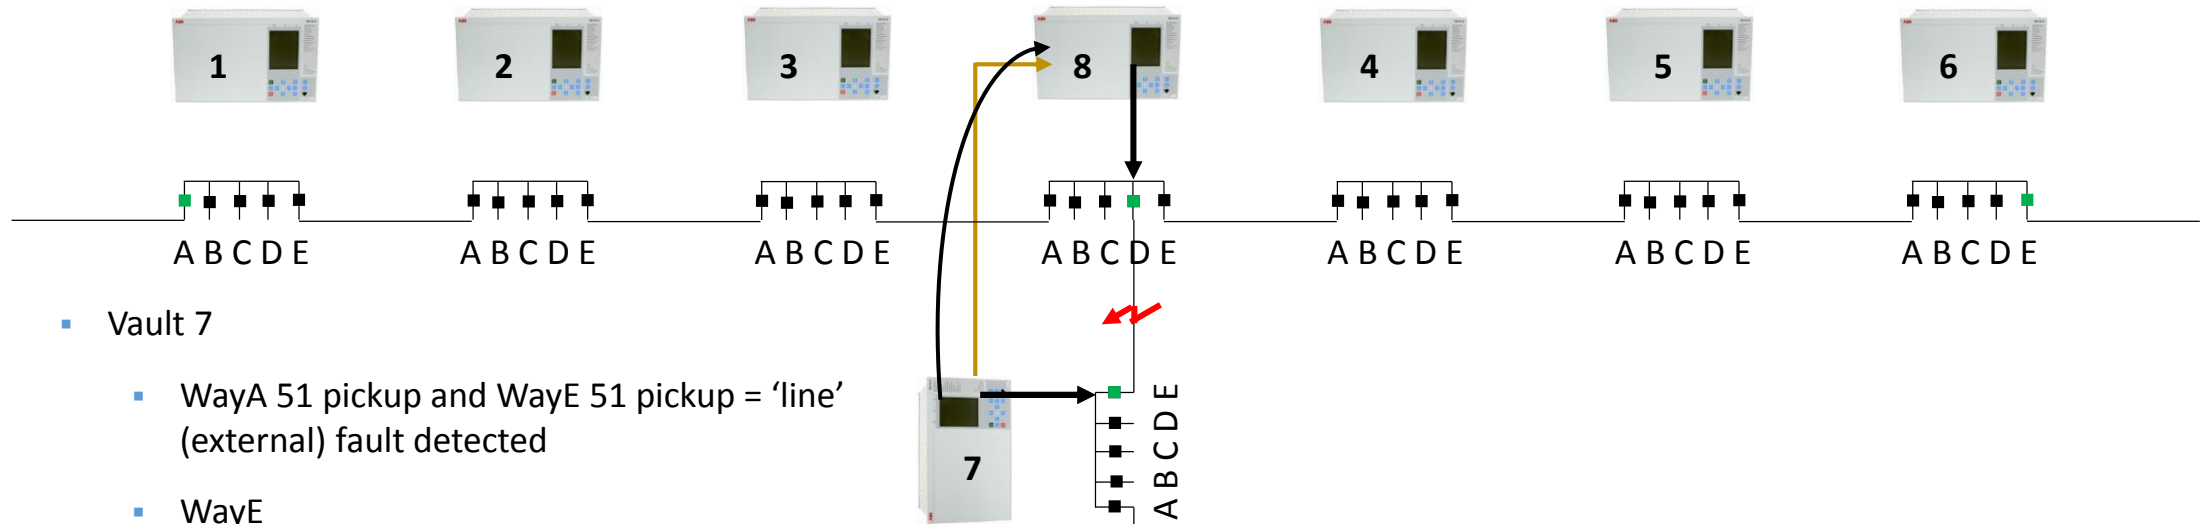 1 2 3 8 4 5 6
A B C D E A B C D E A B C D E A B C D E A B C D E A B C D E A B C D E
Vault 7
WayA 51 pickup and WayE 51 pickup = ‘line’
(external) fault detected
WayE
7
A B C D E